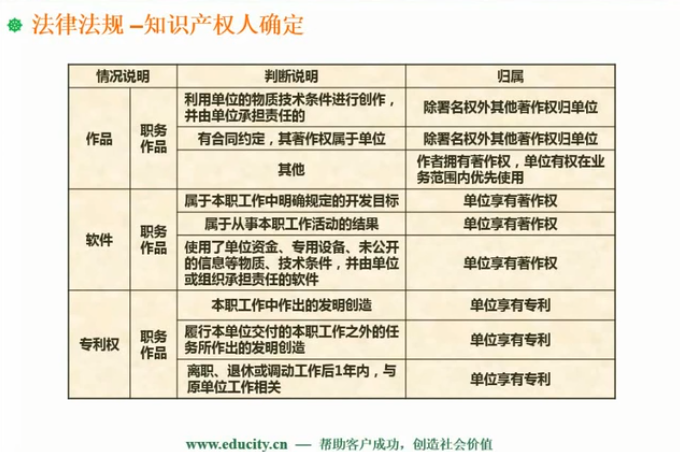 法律法规 –知识产权人确定
情况说明 判断说明 归属
作品 职务作品 利用单位的物质技术条件进行创作，
并由单位承担责任的 除署名权外其他著作权归单位
有合同约定，其著作权属于单位 除署名权外其他著作权归单位
其他 作者拥有著作权，单位有权在业
务范围内优先使用
软件 职务作品 属于本职工作中明确规定的开发目标 单位享有著作权
属于从事本职工作活动的结果 单位享有著作权
使用了单位资金、专用设备、未公开
的信息等物质、技术条件，并由单位
或组织承担责任的软件 单位享有著作权
专利权 职务作品 本职工作中作出的发明创造 单位享有专利
履行本单位交付的本职工作之外的任
务所作出的发明创造 单位享有专利
离职、退休或调动工作后1年内，与
原单位工作相关 单位享有专利
www.educity.cn — 帮助客户成功，创造社会价值